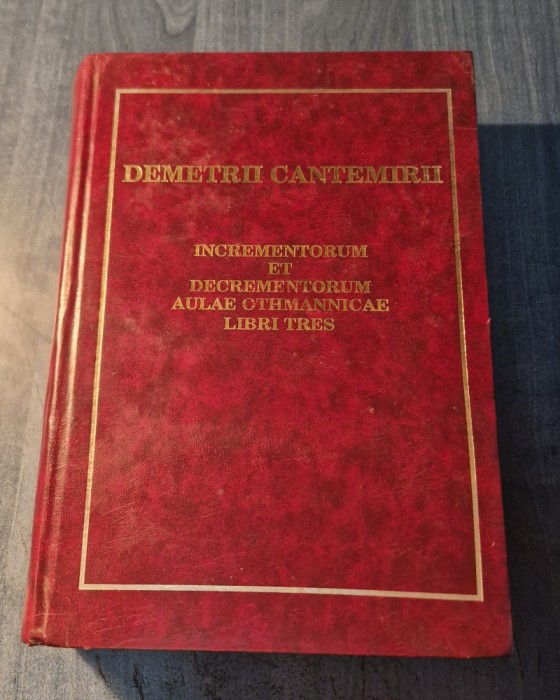 DEMETRII CANTEMIRII
INCREMENTORUM
ET
DECREMENTORUM
AULAE OTHMANNICAE
LIBRI TRES